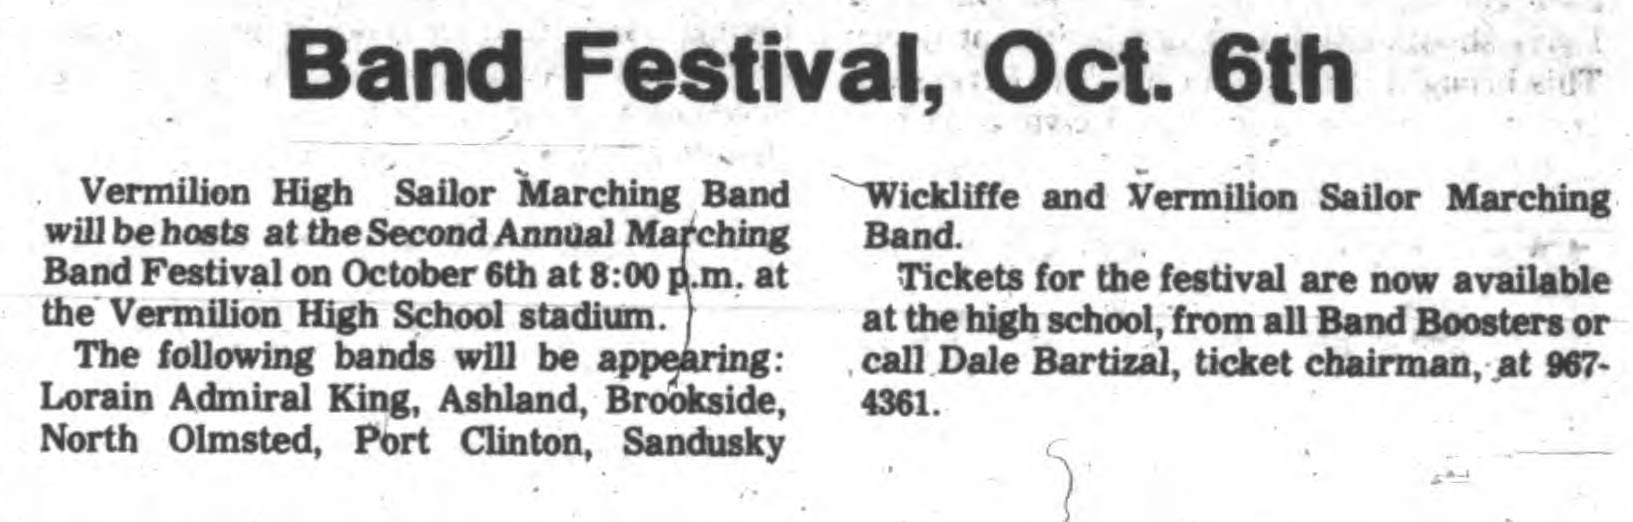 Band Festival, Oct. 6th
Vermilion High Sailor Marching Band
will be hosts at the Second Annual Marching
Band Festival on October 6th at 8:00 p.m. at
the Vermilion High School stadium.
The following bands will be appearing:
Lorain Admiral King, Ashland, Brookside,
North Olmsted, Port Clinton, Sandusky
Wickliffe and Vermilion Sailor Marching
Band.
Tickets for the festival are now available
at the high school, from all Band Boosters or
call Dale Bartizal, ticket chairman, at 967-
4361.